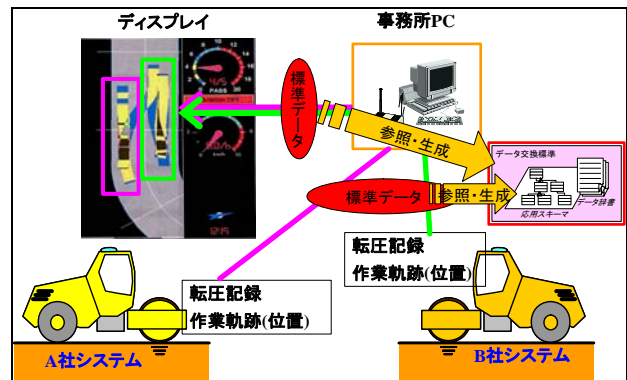 ディスプレイ
事務所PC
PASS
標準データ
参照・生成
データ交換標準
標準データ
参照・生成
データ辞書
応用スキーマ
転圧記録
作業軌跡(位置)
転圧記録
作業軌跡(位置)
A社システム
B社システム